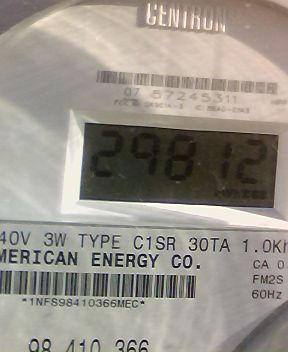 CENTRON
07 57245311
29812
40V 3W TYPE C1SR 30TA 1.0Kh
MERICAN ENERGY CO.
CA 0.
FM2S
*1NFS98410366MEC*
60Hz
98 410 366